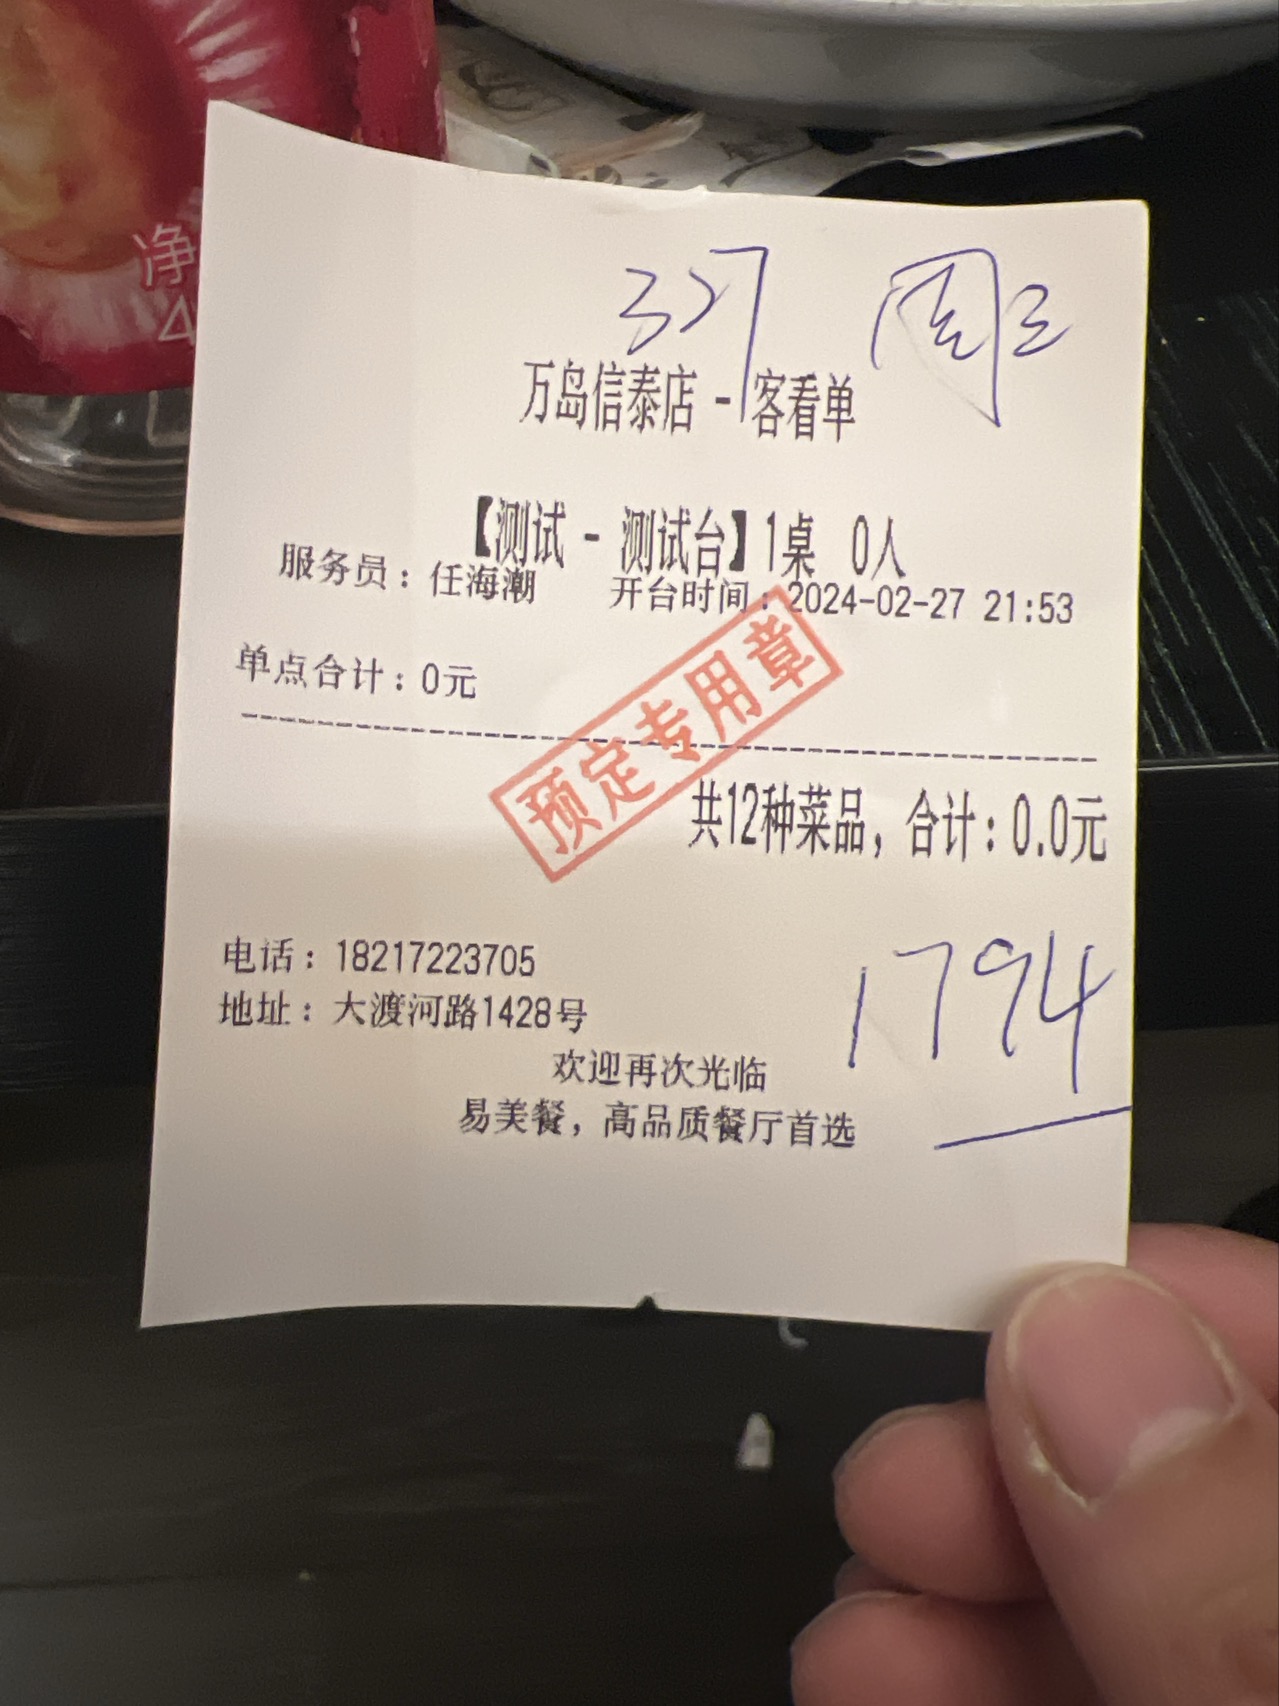 净
4
327 周三
万岛信泰店 - 客看单
【测试 - 测试台】1桌 0人
服务员：任海潮 开台时间：2024-02-27 21:53
单点合计：0元
预定专用章
共12种菜品，合计：0.0元
电话：18217223705
1794
地址：大渡河路1428号
欢迎再次光临
易美餐，高品质餐厅首选